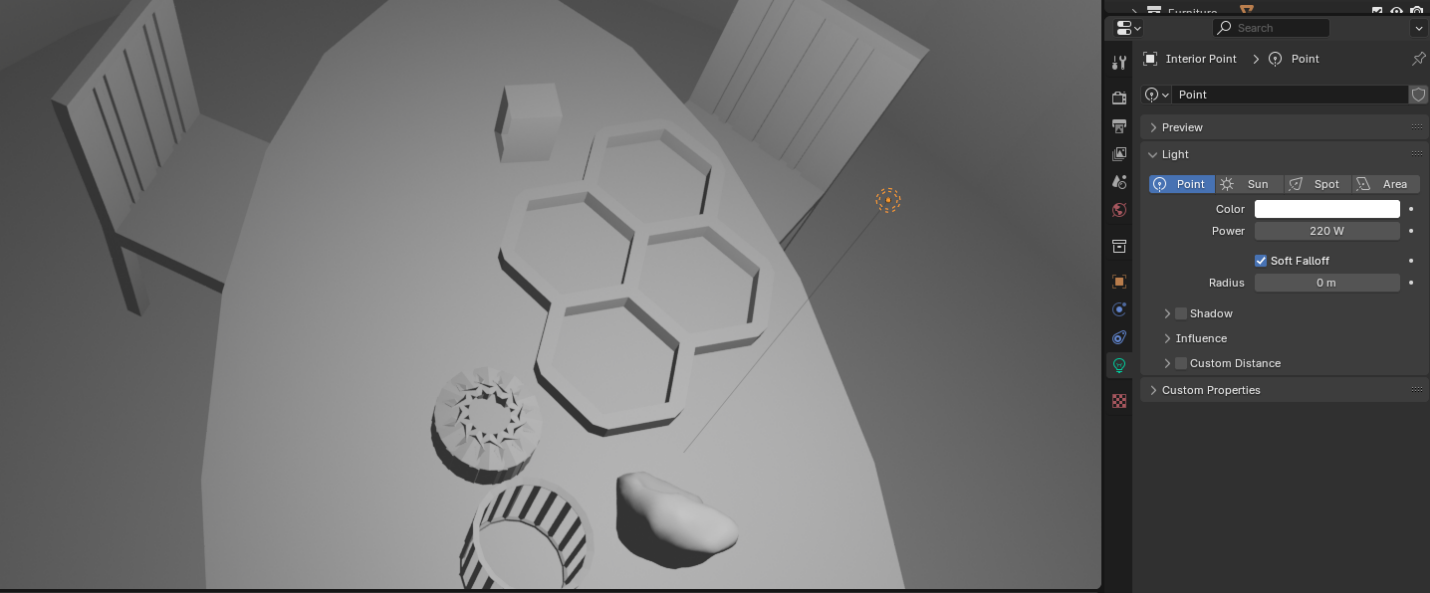 Furniture
Search
Interior Point > Point
Point
Preview
Light
Point Sun Spot Area
Color
Power 220 W
Soft Falloff
Radius 0 m
Shadow
Influence
Custom Distance
Custom Properties